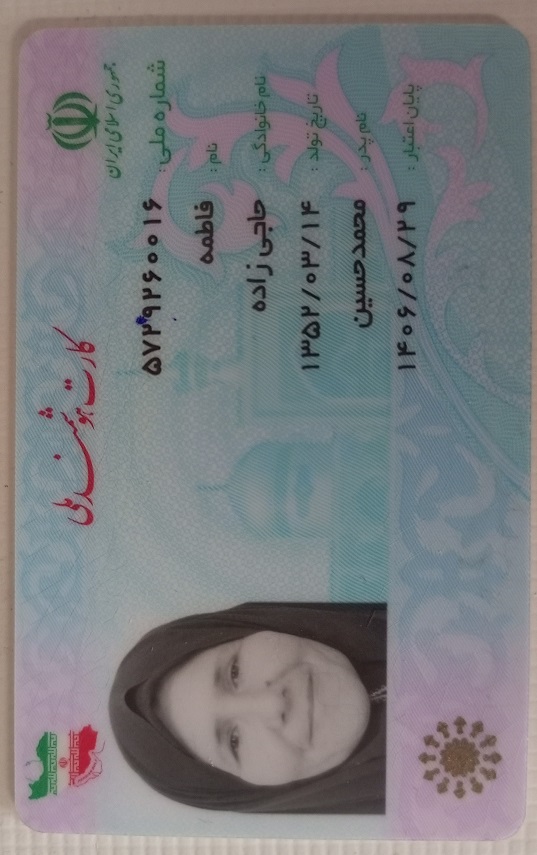 جمهوری اسلامی ایران
کارت هوشمند ملی
شماره ملی: ۵۷۲۹۲۶۰۰۱۶
نام: فاطمه
نام خانوادگی: حاجی زاده
تاریخ تولد: ۱۳۵۲/۰۳/۱۴
نام پدر: محمدحسین
پایان اعتبار: ۱۴۰۶/۰۸/۲۹